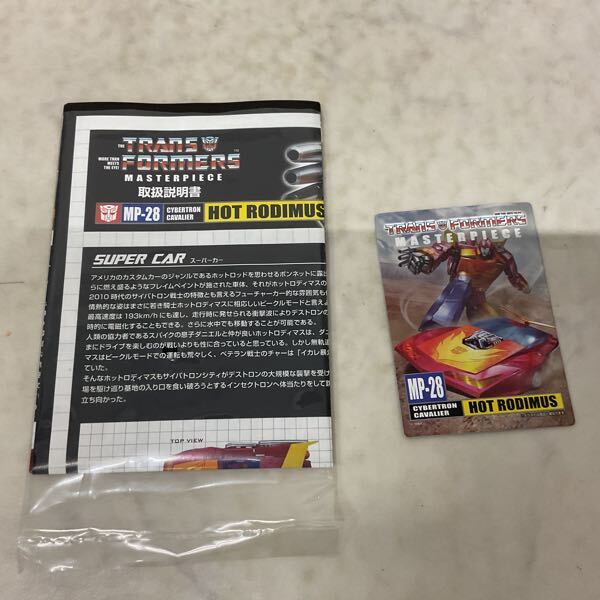 THE
TRANS
FORMERS
TM
MORE THAN
MEETS
THE EYE!
MASTERPIECE
取扱説明書
MP-28
CYBERTRON
CAVALIER
HOT RODIMUS
SUPER CAR スーパーカー
アメリカのカスタムカーのジャンルであるホットロッドを思わせるボンネットに露出
らに燃え盛るようなフレイムペイントが施された車体、それがホットロディマスの
2010 時代のサイバトロン戦士の特徴とも言えるフューチャーカー的な雰囲気も
情熱的な姿はまさに若き騎士ホットロディマスに相応しいビークルモードと言え
最高速度は193km/hにも達し、走行時に発せられる衝撃波によりデストロンの
時的に電磁化することもできる。さらに水中でも移動することが可能である。
人類の協力者であるスパイクの息子ダニエルと仲が良いホットロディマスは、ダ
まにドライブを楽しむのが戦いよりも性に合っていると思っている。しかし無軌道
マスはビークルモードでの運転も荒々しく、ベテラン戦士のチャーは「イカレ暴走
ていた。
そんなホットロディマスもサイバトロンシティがデストロンの大規模な襲撃を受け
場を駆け巡り基地の入り口を食い破ろうとするインセクトロンへ体当たりをして
立ち向かった。
TOP VIEW
TRANSFORMERS
MASTERPIECE
MP-28
CYBERTRON
CAVALIER
HOT RODIMUS